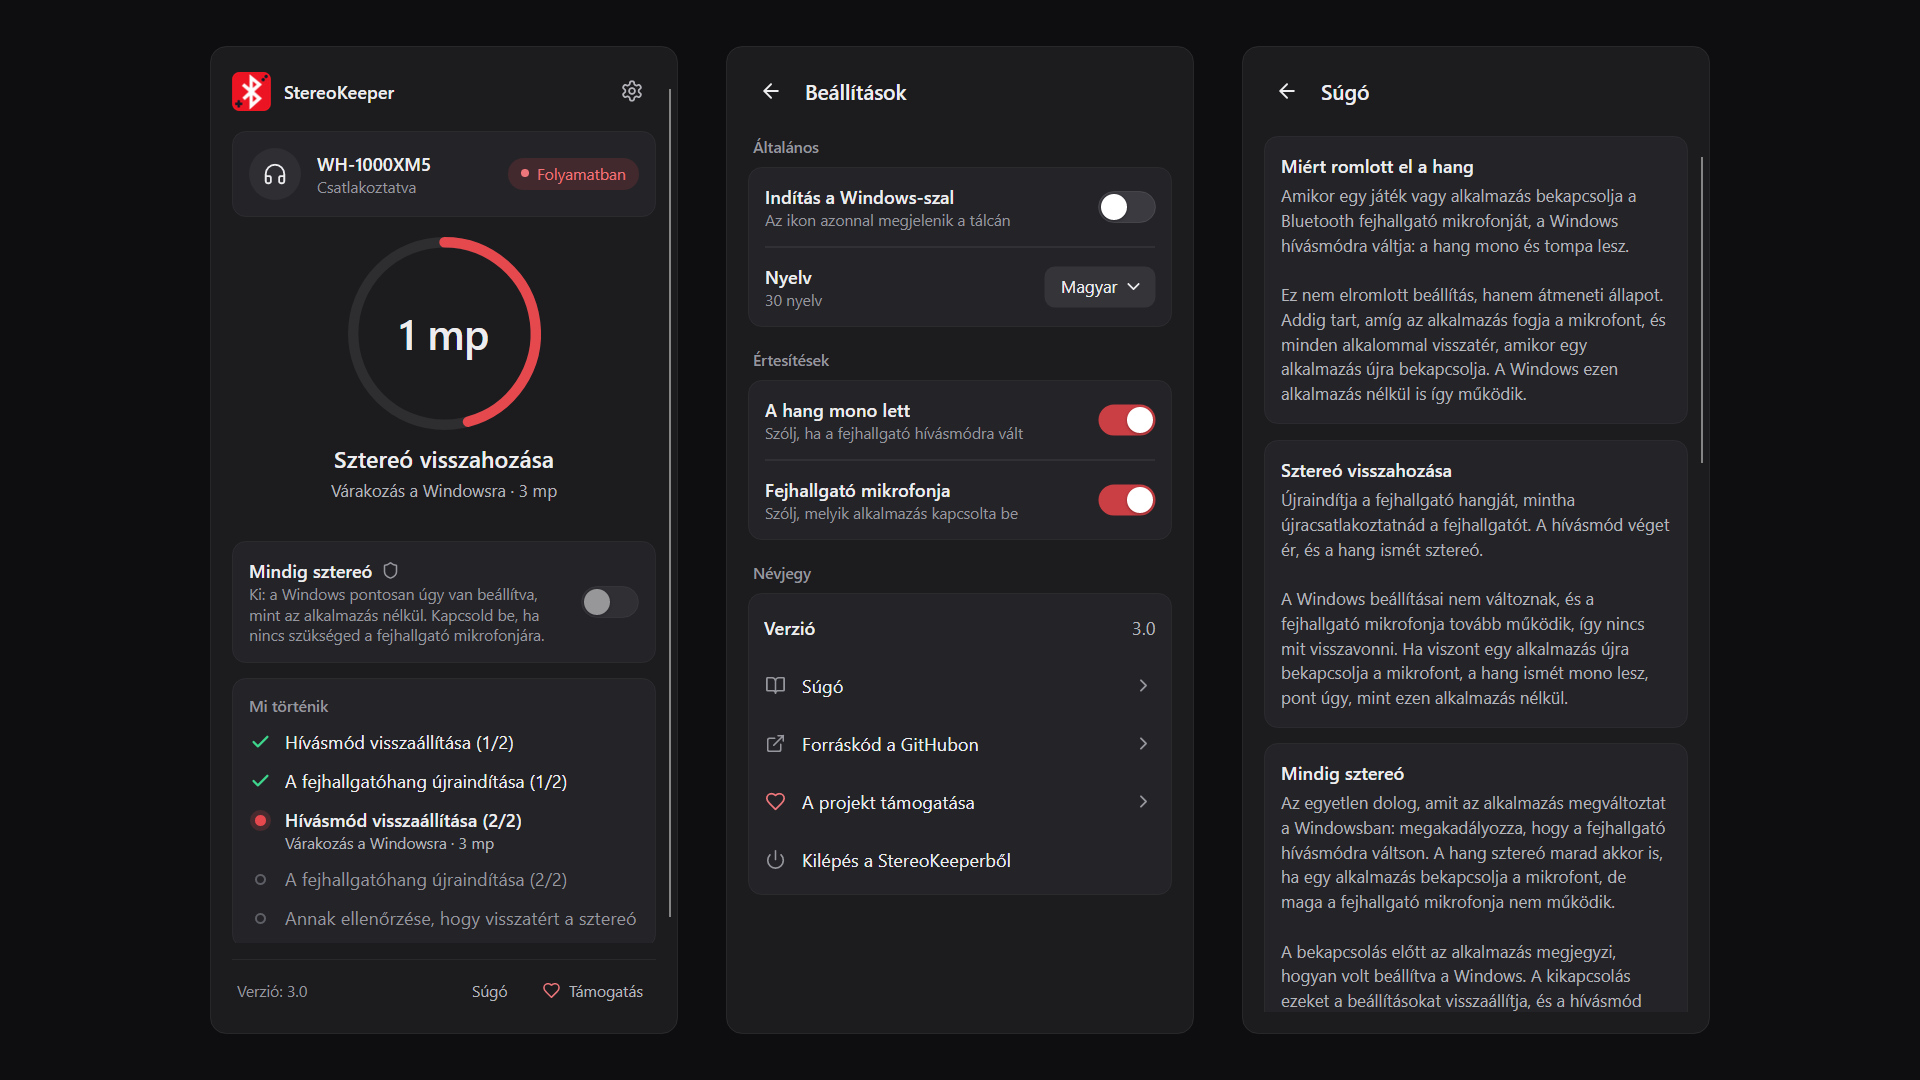 StereoKeeper
WH-1000XM5
Csatlakoztatva
Folyamatban
1 mp
Sztereó visszahozása
Várakozás a Windowsra · 3 mp
Mindig sztereó
Ki: a Windows pontosan úgy van beállítva,
mint az alkalmazás nélkül. Kapcsold be, ha
nincs szükséged a fejhallgató mikrofonjára.
Mi történik
Hívásmód visszaállítása (1/2)
A fejhallgatóhang újraindítása (1/2)
Hívásmód visszaállítása (2/2)
Várakozás a Windowsra · 3 mp
A fejhallgatóhang újraindítása (2/2)
Annak ellenőrzése, hogy visszatért a sztereó
Verzió: 3.0
Súgó
Támogatás
Beállítások
Általános
Indítás a Windows-szal
Az ikon azonnal megjelenik a tálcán
Nyelv
30 nyelv
Magyar
Értesítések
A hang mono lett
Szólj, ha a fejhallgató hívásmódra vált
Fejhallgató mikrofonja
Szólj, melyik alkalmazás kapcsolta be
Névjegy
Verzió
3.0
Súgó
Forráskód a GitHubon
A projekt támogatása
Kilépés a StereoKeeperből
Súgó
Miért romlott el a hang
Amikor egy játék vagy alkalmazás bekapcsolja a
Bluetooth fejhallgató mikrofonját, a Windows
hívásmódra váltja: a hang mono és tompa lesz.
Ez nem elromlott beállítás, hanem átmeneti állapot.
Addig tart, amíg az alkalmazás fogja a mikrofont, és
minden alkalommal visszatér, amikor egy
alkalmazás újra bekapcsolja. A Windows ezen
alkalmazás nélkül is így működik.
Sztereó visszahozása
Újraindítja a fejhallgató hangját, mintha
újracsatlakoztatnád a fejhallgatót. A hívásmód véget
ér, és a hang ismét sztereó.
A Windows beállításai nem változnak, és a
fejhallgató mikrofonja tovább működik, így nincs
mit visszavonni. Ha viszont egy alkalmazás újra
bekapcsolja a mikrofont, a hang ismét mono lesz,
pont úgy, mint ezen alkalmazás nélkül.
Mindig sztereó
Az egyetlen dolog, amit az alkalmazás megváltoztat
a Windowsban: megakadályozza, hogy a fejhallgató
hívásmódra váltson. A hang sztereó marad akkor is,
ha egy alkalmazás bekapcsolja a mikrofont, de
maga a fejhallgató mikrofonja nem működik.
A bekapcsolás előtt az alkalmazás megjegyzi,
hogyan volt beállítva a Windows. A kikapcsolás
ezeket a beállításokat visszaállítja, és a hívásmód